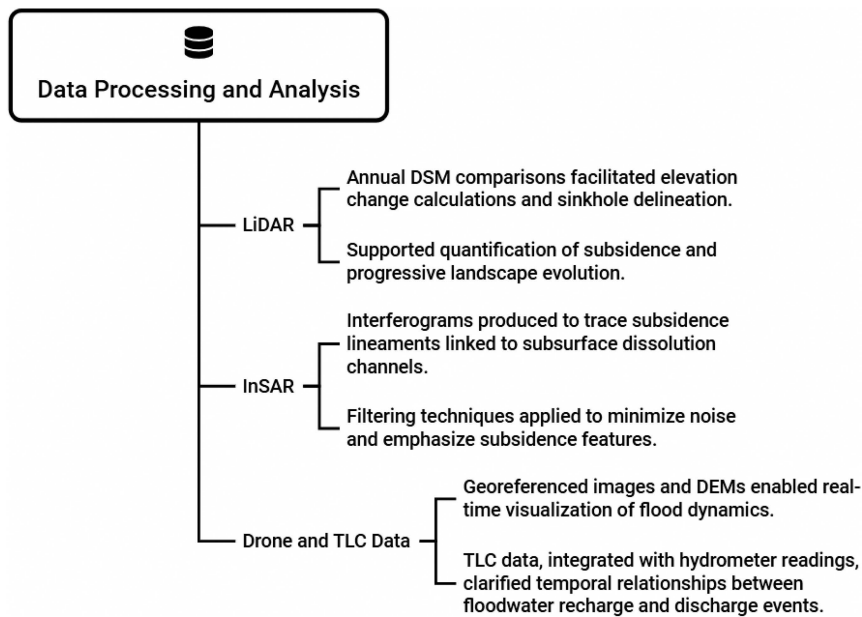 Data Processing and Analysis
LiDAR
Annual DSM comparisons facilitated elevation
change calculations and sinkhole delineation.
Supported quantification of subsidence and
progressive landscape evolution.
InSAR
Interferograms produced to trace subsidence
lineaments linked to subsurface dissolution
channels.
Filtering techniques applied to minimize noise
and emphasize subsidence features.
Drone and TLC Data
Georeferenced images and DEMs enabled real-
time visualization of flood dynamics.
TLC data, integrated with hydrometer readings,
clarified temporal relationships between
floodwater recharge and discharge events.